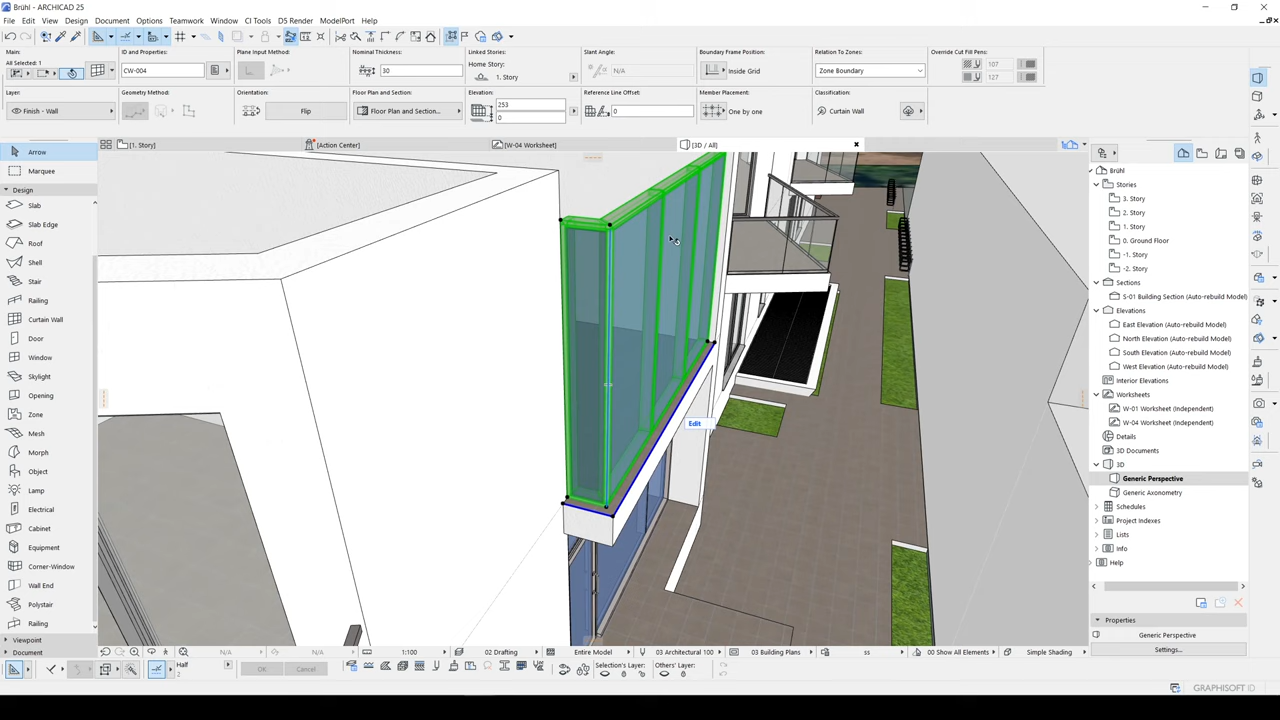 Brühl - ARCHICAD 25
File Edit View Design Document Options Teamwork Window CI Tools D5 Render ModelPort Help
Main: ID and Properties: Plane Input Method: Nominal Thickness: Linked Stories: Slant Angle: Boundary Frame Position: Relation To Zones: Override Cut Fill Pens:
All Selected: 1
CW-004 30 Home Story: 1. Story N/A Inside Grid Zone Boundary 107
127
Layer: Geometry Method: Orientation: Floor Plan and Section: Elevation: Reference Line Offset: Member Placement: Classification:
Finish - Wall Flip Floor Plan and Section... 253 0 One by one Curtain Wall
0
[1. Story] [Action Center] [W-04 Worksheet] [3D / All]
Arrow
Marquee
Design
Slab
Slab Edge
Roof
Shell
Stair
Railing
Curtain Wall
Door
Window
Skylight
Opening
Zone
Mesh
Morph
Object
Lamp
Electrical
Cabinet
Equipment
Corner-Window
Wall End
Polystair
Railing
Viewpoint
Document
Edit
Brühl
Stories
3. Story
2. Story
1. Story
0. Ground Floor
-1. Story
-2. Story
Sections
S-01 Building Section (Auto-rebuild Model)
Elevations
East Elevation (Auto-rebuild Model)
North Elevation (Auto-rebuild Model)
South Elevation (Auto-rebuild Model)
West Elevation (Auto-rebuild Model)
Interior Elevations
Worksheets
W-01 Worksheet (Independent)
W-04 Worksheet (Independent)
Details
3D Documents
3D
Generic Perspective
Generic Axonometry
Schedules
Project Indexes
Lists
Info
Help
Properties
Generic Perspective
Settings...
N/A N/A 1:100 02 Drafting Entire Model 03 Architectural 100 03 Building Plans ss 00 Show All Elements Simple Shading
Half
2
OK Cancel Selection's Layer: Others' Layer:
GRAPHISOFT ID